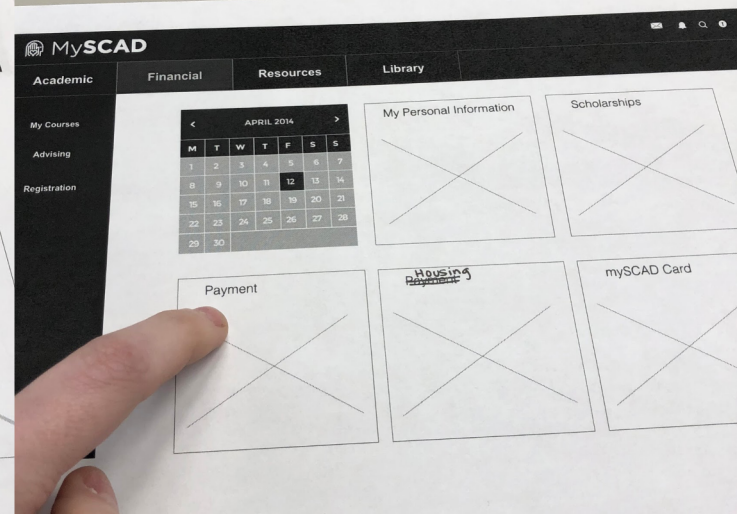 MySCAD
Academic
Financial
Resources
Library
My Courses
Advising
Registration
< APRIL 2014 >
M T W T F S S
1 2 3 4 5 6 7
8 9 10 11 12 13 14
15 16 17 18 19 20 21
22 23 24 25 26 27 28
29 30
My Personal Information
Scholarships
Payment
Housing
Payment
mySCAD Card